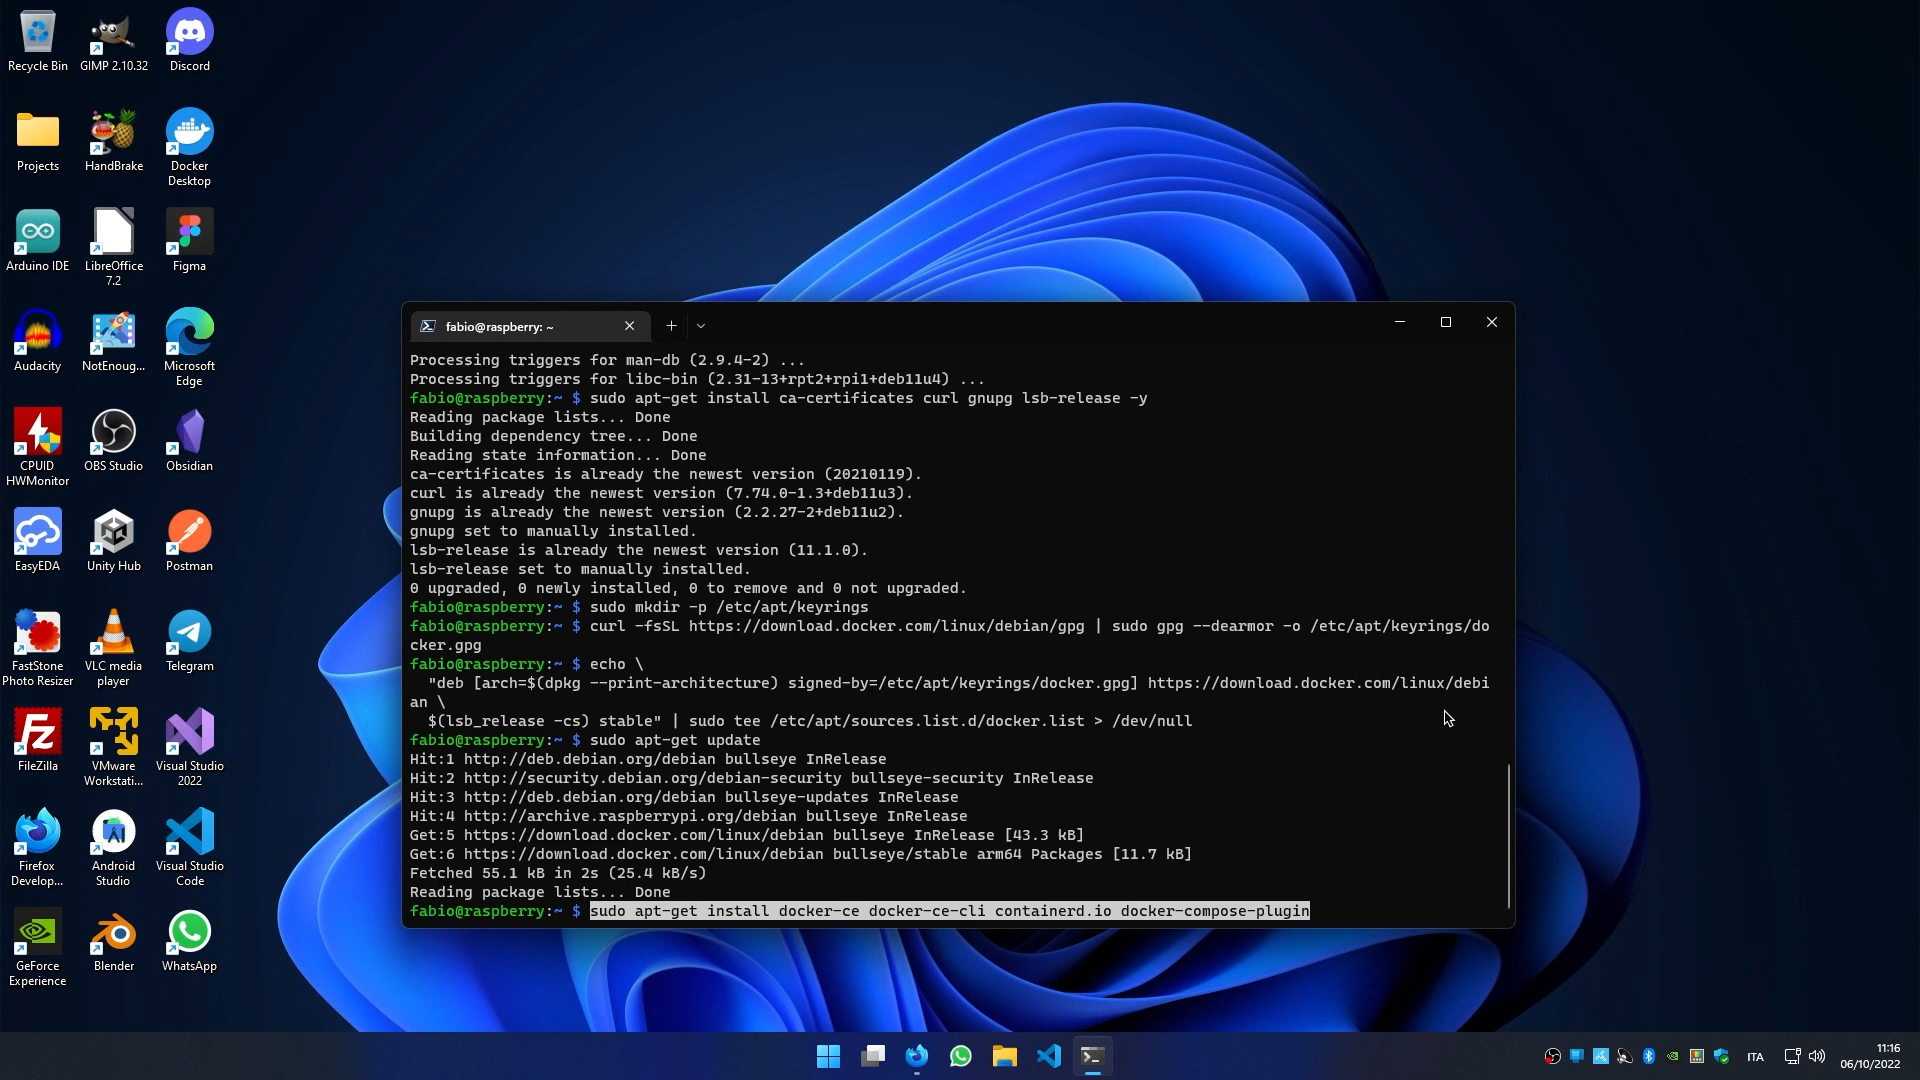 Recycle Bin
GIMP 2.10.32
Discord
Projects
HandBrake
Docker
Desktop
Arduino IDE
LibreOffice
7.2
Figma
Audacity
NotEnoug...
Microsoft
Edge
CPUID
HWMonitor
OBS Studio
Obsidian
EasyEDA
Unity Hub
Postman
FastStone
Photo Resizer
VLC media
player
Telegram
FileZilla
VMware
Workstati...
Visual Studio
2022
Firefox
Develop...
Android
Studio
Visual Studio
Code
GeForce
Experience
Blender
WhatsApp
fabio@raspberry: ~
Processing triggers for man-db (2.9.4-2) ...
Processing triggers for libc-bin (2.31-13+rpt2+rpi1+deb11u4) ...
fabio@raspberry:~ $ sudo apt-get install ca-certificates curl gnupg lsb-release -y
Reading package lists... Done
Building dependency tree... Done
Reading state information... Done
ca-certificates is already the newest version (20210119).
curl is already the newest version (7.74.0-1.3+deb11u3).
gnupg is already the newest version (2.2.27-2+deb11u2).
gnupg set to manually installed.
lsb-release is already the newest version (11.1.0).
lsb-release set to manually installed.
0 upgraded, 0 newly installed, 0 to remove and 0 not upgraded.
fabio@raspberry:~ $ sudo mkdir -p /etc/apt/keyrings
fabio@raspberry:~ $ curl -fsSL https://download.docker.com/linux/debian/gpg | sudo gpg --dearmor -o /etc/apt/keyrings/do
cker.gpg
fabio@raspberry:~ $ echo \
"deb [arch=$(dpkg --print-architecture) signed-by=/etc/apt/keyrings/docker.gpg] https://download.docker.com/linux/debi
an \
$(lsb_release -cs) stable" | sudo tee /etc/apt/sources.list.d/docker.list > /dev/null
fabio@raspberry:~ $ sudo apt-get update
Hit:1 http://deb.debian.org/debian bullseye InRelease
Hit:2 http://security.debian.org/debian-security bullseye-security InRelease
Hit:3 http://deb.debian.org/debian bullseye-updates InRelease
Hit:4 http://archive.raspberrypi.org/debian bullseye InRelease
Get:5 https://download.docker.com/linux/debian bullseye InRelease [43.3 kB]
Get:6 https://download.docker.com/linux/debian bullseye/stable arm64 Packages [11.7 kB]
Fetched 55.1 kB in 2s (25.4 kB/s)
Reading package lists... Done
fabio@raspberry:~ $ sudo apt-get install docker-ce docker-ce-cli containerd.io docker-compose-plugin
ITA
11:16
06/10/2022